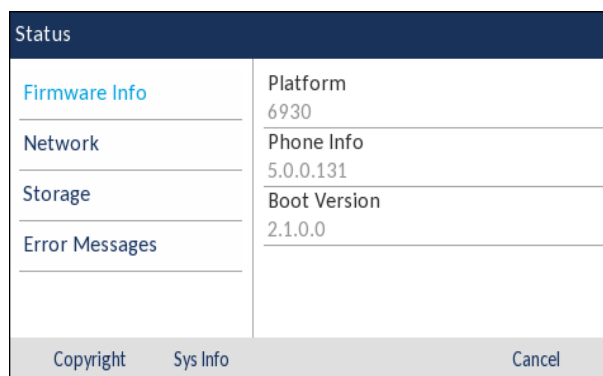 Status
Firmware Info
Network
Storage
Error Messages
Platform
6930
Phone Info
5.0.0.131
Boot Version
2.1.0.0
Copyright Sys Info Cancel